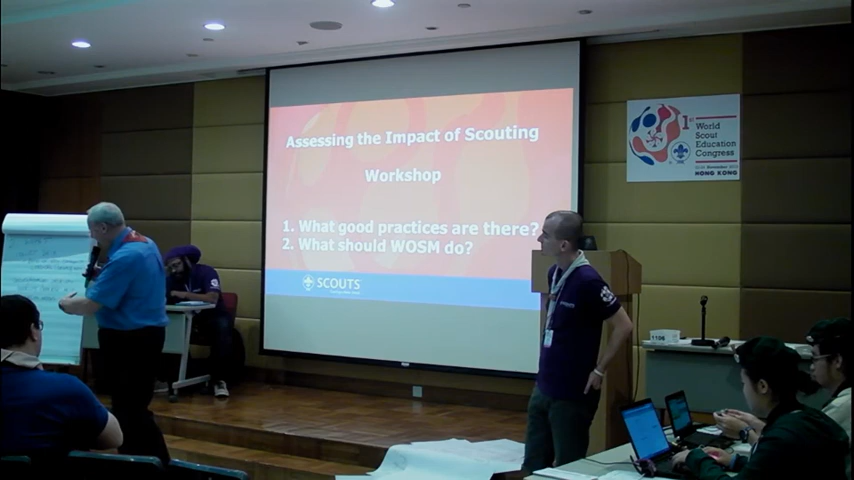 Assessing the Impact of Scouting
Workshop
1. What good practices are there?
2. What should WOSM do?
SCOUTS
1st
World
Scout
Education
Congress
HONG KONG